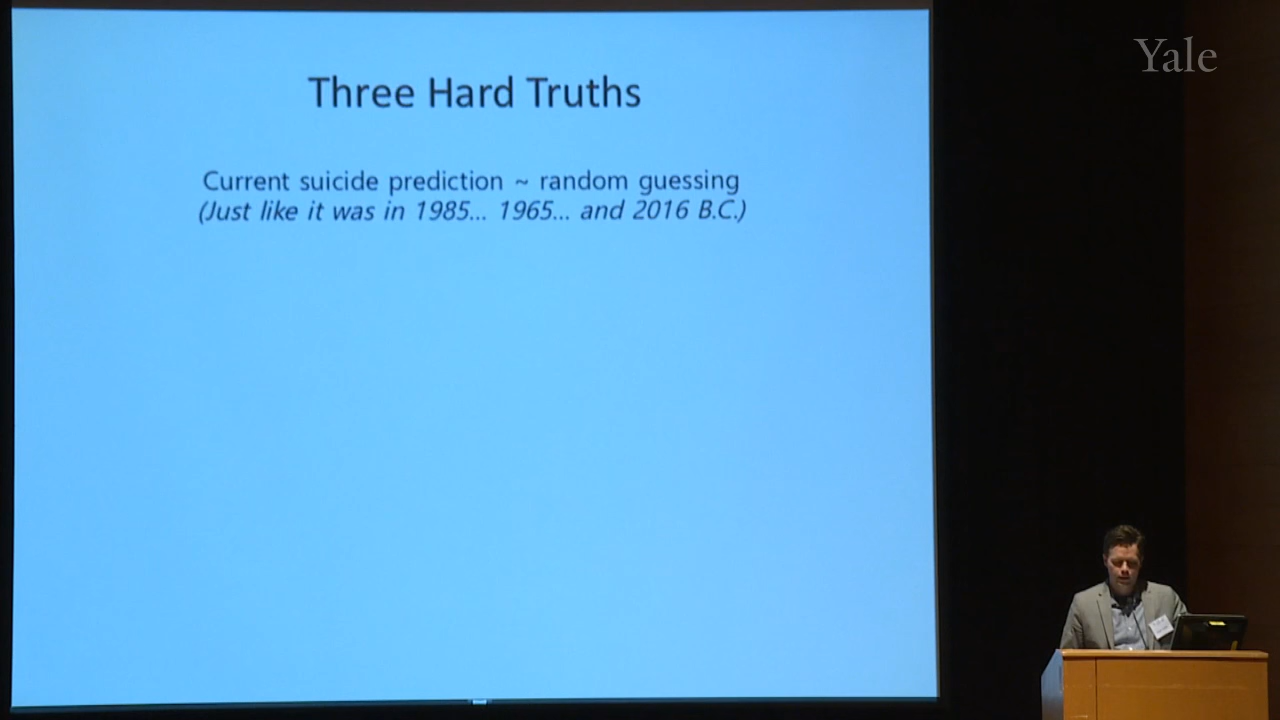 Yale
Three Hard Truths
Current suicide prediction ~ random guessing
(Just like it was in 1985... 1965... and 2016 B.C.)